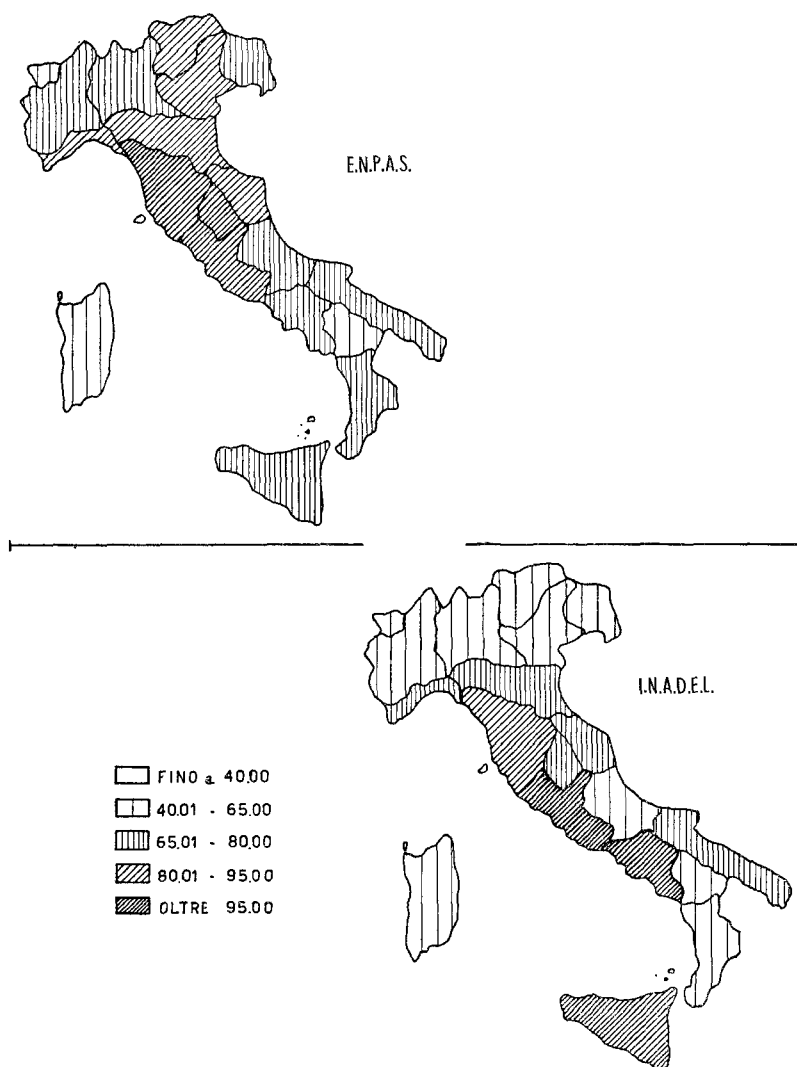 E.N.P.A.S.
I.N.A.D.E.L.
FINO a 40.00
40.01 - 65.00
65.01 - 80.00
80.01 - 95.00
OLTRE 95.00